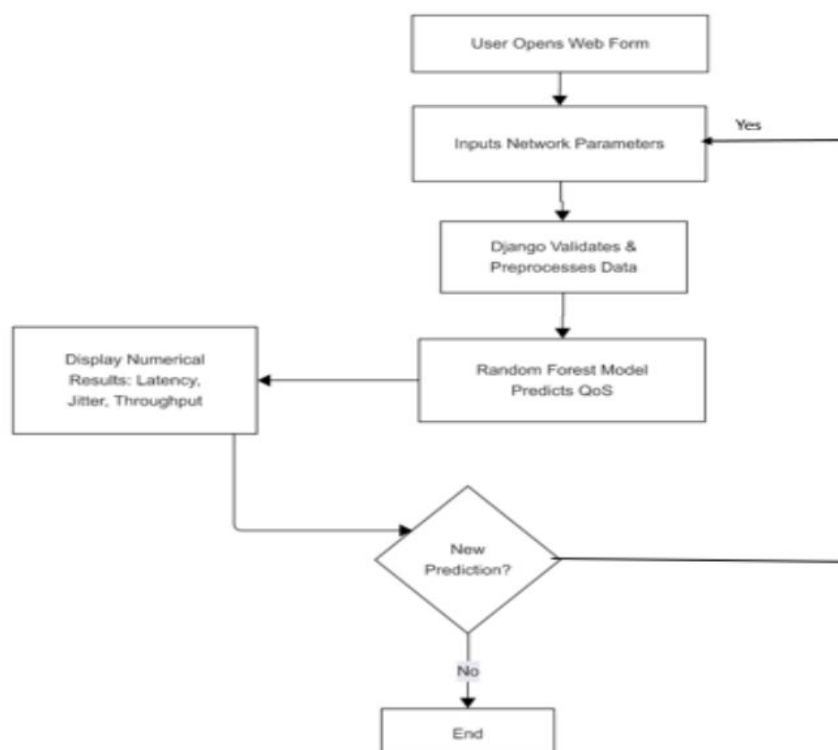 User Opens Web Form
Inputs Network Parameters
Yes
Django Validates &
Preprocesses Data
Random Forest Model
Predicts QoS
Display Numerical
Results: Latency,
Jitter, Throughput
New
Prediction?
No
End